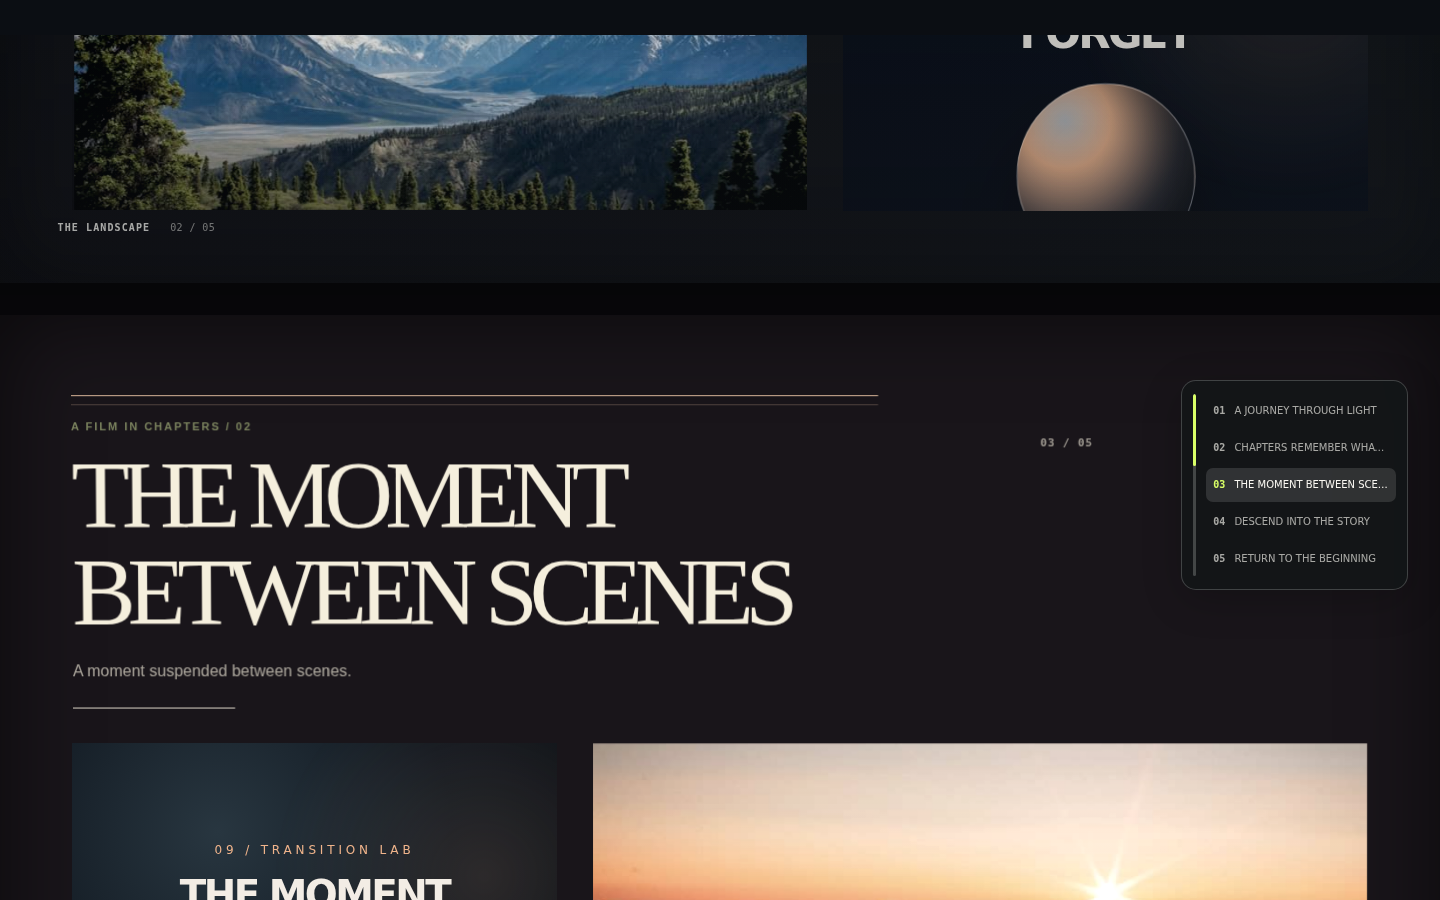 FORGET
THE LANDSCAPE 02 / 05
A FILM IN CHAPTERS / 02
03 / 05
THE MOMENT
BETWEEN SCENES
A moment suspended between scenes.
01 A JOURNEY THROUGH LIGHT
02 CHAPTERS REMEMBER WHA...
03 THE MOMENT BETWEEN SCE...
04 DESCEND INTO THE STORY
05 RETURN TO THE BEGINNING
09 / TRANSITION LAB
THE MOMENT